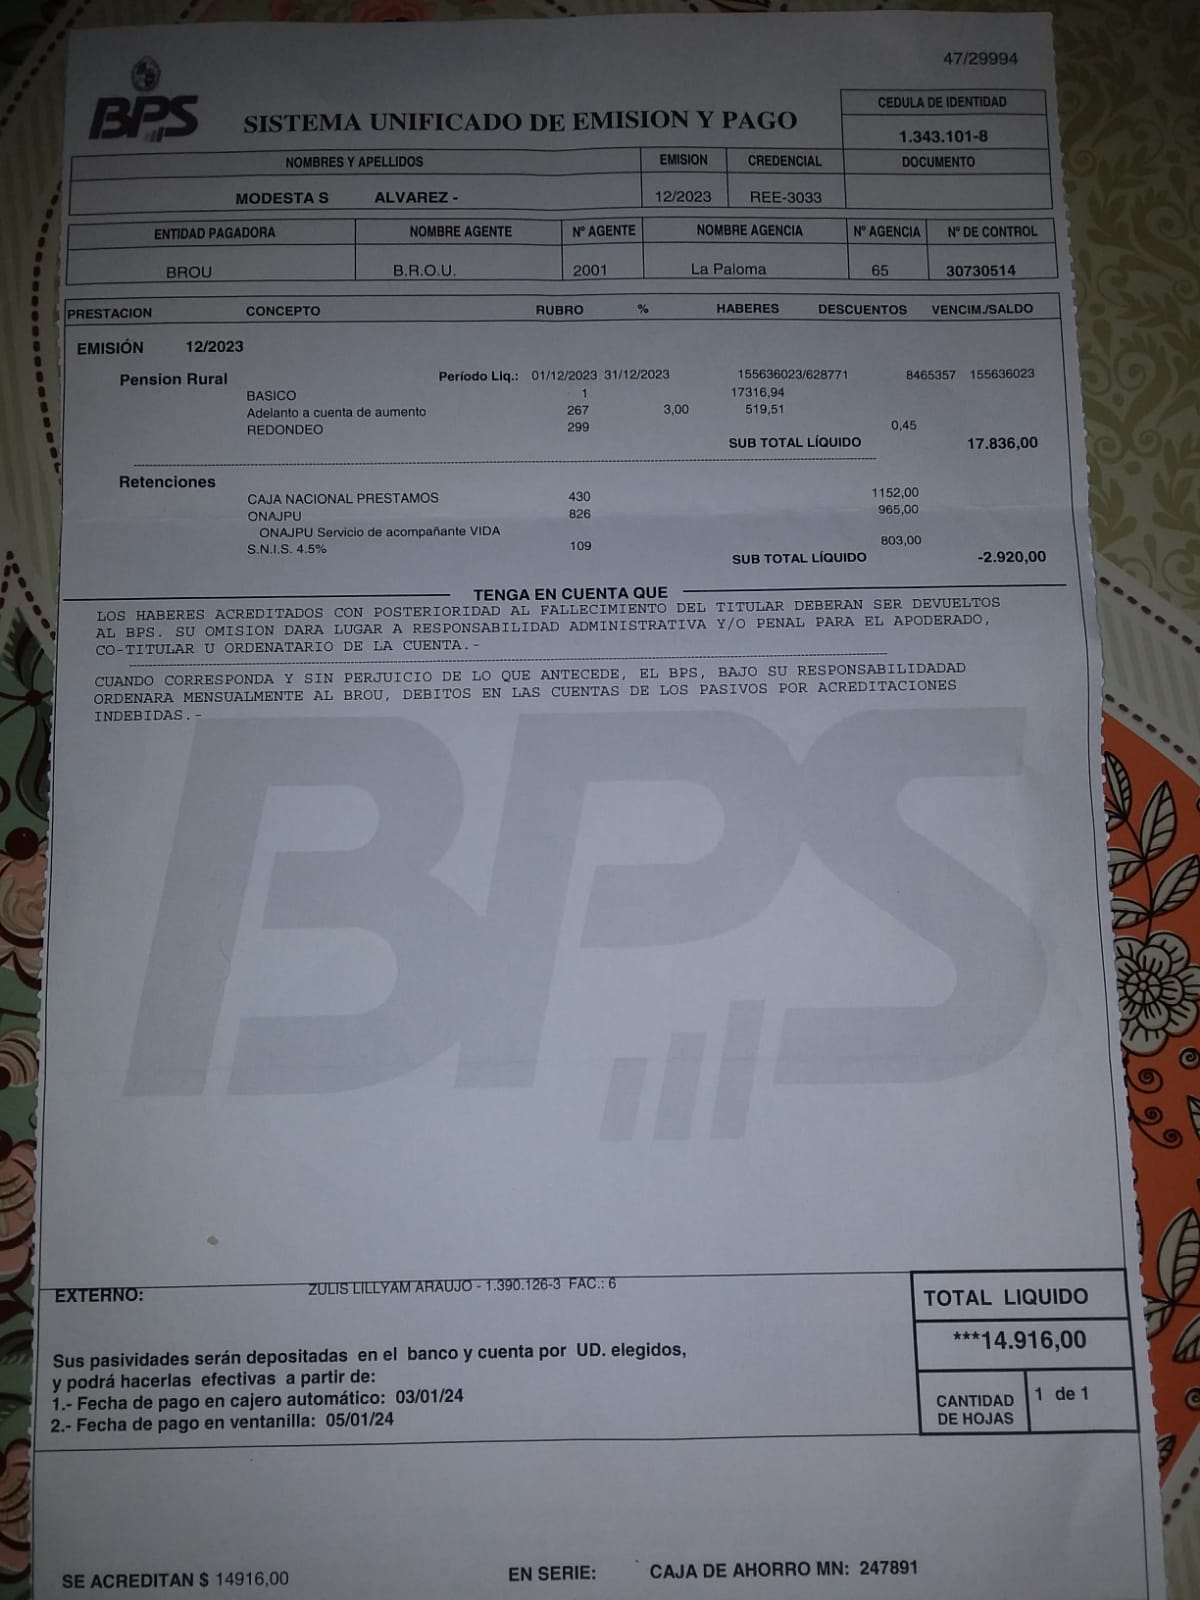 47/29994
BPS
SISTEMA UNIFICADO DE EMISION Y PAGO
CEDULA DE IDENTIDAD
1.343.101-8
NOMBRES Y APELLIDOS EMISION CREDENCIAL DOCUMENTO
MODESTA S ALVAREZ - 12/2023 REE-3033
ENTIDAD PAGADORA NOMBRE AGENTE Nº AGENTE NOMBRE AGENCIA Nº AGENCIA Nº DE CONTROL
BROU B.R.O.U. 2001 La Paloma 65 30730514
PRESTACION CONCEPTO RUBRO % HABERES DESCUENTOS VENCIM./SALDO
EMISIÓN 12/2023
Pension Rural Período Liq.: 01/12/2023 31/12/2023 155636023/628771 8465357 155636023
BASICO 1 17316,94
Adelanto a cuenta de aumento 267 3,00 519,51
REDONDEO 299 0,45
SUB TOTAL LÍQUIDO 17.836,00
Retenciones
CAJA NACIONAL PRESTAMOS 430 1152,00
ONAJPU 826 965,00
ONAJPU Servicio de acompañante VIDA
S.N.I.S. 4.5% 109 803,00
SUB TOTAL LÍQUIDO -2.920,00
TENGA EN CUENTA QUE
LOS HABERES ACREDITADOS CON POSTERIORIDAD AL FALLECIMIENTO DEL TITULAR DEBERAN SER DEVUELTOS
AL BPS. SU OMISION DARA LUGAR A RESPONSABILIDAD ADMINISTRATIVA Y/O PENAL PARA EL APODERADO,
CO-TITULAR U ORDENATARIO DE LA CUENTA.-
CUANDO CORRESPONDA Y SIN PERJUICIO DE LO QUE ANTECEDE, EL BPS, BAJO SU RESPONSABILIDADAD
ORDENARA MENSUALMENTE AL BROU, DEBITOS EN LAS CUENTAS DE LOS PASIVOS POR ACREDITACIONES
INDEBIDAS.-
BPS
EXTERNO: ZULIS LILLYAM ARAUJO - 1.390.126-3 FAC.: 6
TOTAL LIQUIDO
***14.916,00
Sus pasividades serán depositadas en el banco y cuenta por UD. elegidos,
y podrá hacerlas efectivas a partir de:
1.- Fecha de pago en cajero automático: 03/01/24
2.- Fecha de pago en ventanilla: 05/01/24
CANTIDAD DE HOJAS 1 de 1
SE ACREDITAN $ 14916,00 EN SERIE: CAJA DE AHORRO MN: 247891